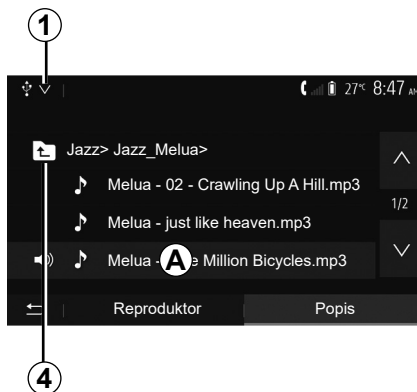 1
27°C 8:47 AM
Jazz> Jazz_Melua>
Melua - 02 - Crawling Up A Hill.mp3
1/2
Melua - just like heaven.mp3
Melua - A e Million Bicycles.mp3
Reproduktor Popis
4